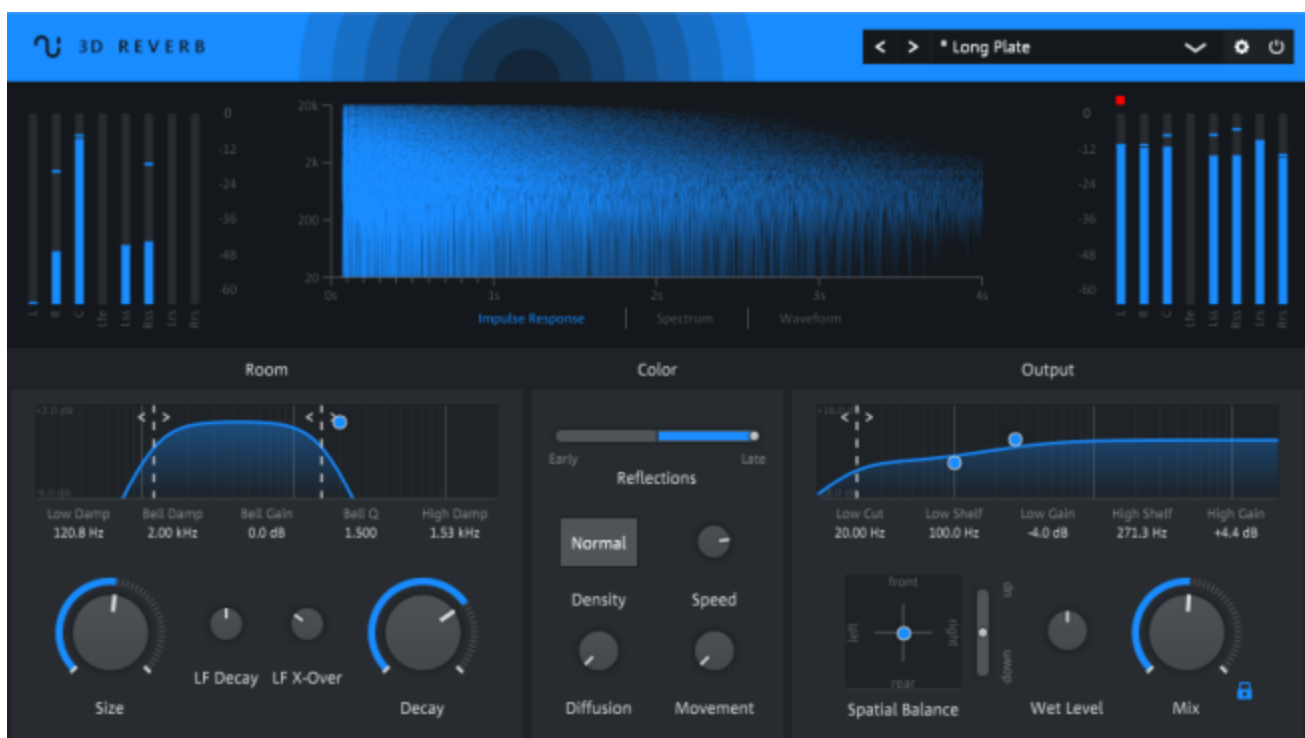 3D REVERB
< > * Long Plate
0
-12
-24
-36
-48
-60
L R C Lfe Lss Rss Lrs Rrs
20k
2k
200
20
0s 1s 2s 3s 4s
Impulse Response | Spectrum | Waveform
0
-12
-24
-36
-48
-60
L R C Lfe Lss Rss Lrs Rrs
Room
+2.0 dB
-6.0 dB
Low Damp Bell Damp Bell Gain Bell Q High Damp
120.8 Hz 2.00 kHz 0.0 dB 1.500 1.53 kHz
LF Decay LF X-Over
Size Decay
Color
Early Late
Reflections
Normal
Density Speed
Diffusion Movement
Output
Low Cut Low Shelf Low Gain High Shelf High Gain
20.00 Hz 100.0 Hz -4.0 dB 271.3 Hz +4.4 dB
front
left right
rear
up
down
Spatial Balance Wet Level Mix